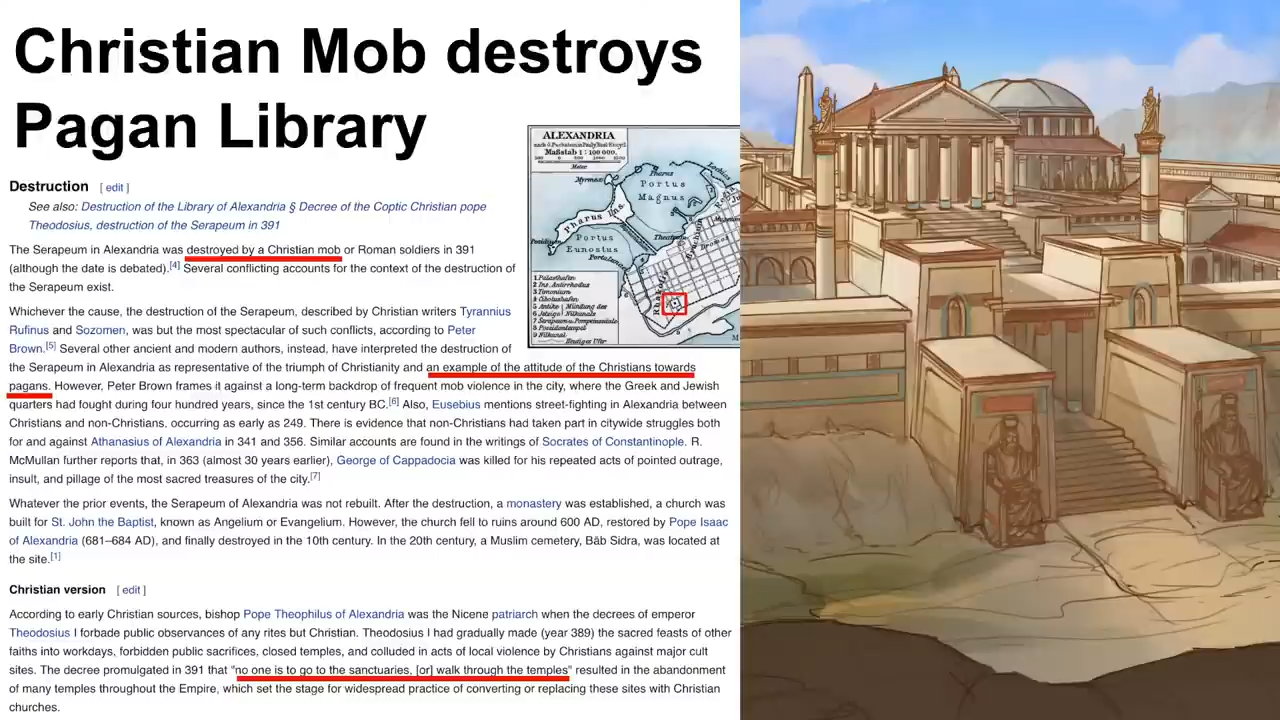 Christian Mob destroys
Pagan Library
Destruction [ edit ]
See also: Destruction of the Library of Alexandria § Decree of the Coptic Christian pope
Theodosius, destruction of the Serapeum in 391
The Serapeum in Alexandria was destroyed by a Christian mob or Roman soldiers in 391
(although the date is debated).[4] Several conflicting accounts for the context of the destruction of
the Serapeum exist.
ALEXANDRIA
Maßstab 1 : 100 000.
Pharus
Portus
Magnus
Pharus Ins.
Portus
Eunostus
Rhakotis
Whichever the cause, the destruction of the Serapeum, described by Christian writers Tyrannius
Rufinus and Sozomen, was but the most spectacular of such conflicts, according to Peter
Brown.[5] Several other ancient and modern authors, instead, have interpreted the destruction of
the Serapeum in Alexandria as representative of the triumph of Christianity and an example of the attitude of the Christians towards
pagans. However, Peter Brown frames it against a long-term backdrop of frequent mob violence in the city, where the Greek and Jewish
quarters had fought during four hundred years, since the 1st century BC.[6] Also, Eusebius mentions street-fighting in Alexandria between
Christians and non-Christians, occurring as early as 249. There is evidence that non-Christians had taken part in citywide struggles both
for and against Athanasius of Alexandria in 341 and 356. Similar accounts are found in the writings of Socrates of Constantinople. R.
McMullan further reports that, in 363 (almost 30 years earlier), George of Cappadocia was killed for his repeated acts of pointed outrage,
insult, and pillage of the most sacred treasures of the city.[7]
Whatever the prior events, the Serapeum of Alexandria was not rebuilt. After the destruction, a monastery was established, a church was
built for St. John the Baptist, known as Angelium or Evangelium. However, the church fell to ruins around 600 AD, restored by Pope Isaac
of Alexandria (681–684 AD), and finally destroyed in the 10th century. In the 20th century, a Muslim cemetery, Bāb Sidra, was located at
the site.[1]
Christian version [ edit ]
According to early Christian sources, bishop Pope Theophilus of Alexandria was the Nicene patriarch when the decrees of emperor
Theodosius I forbade public observances of any rites but Christian. Theodosius I had gradually made (year 389) the sacred feasts of other
faiths into workdays, forbidden public sacrifices, closed temples, and colluded in acts of local violence by Christians against major cult
sites. The decree promulgated in 391 that "no one is to go to the sanctuaries, [or] walk through the temples" resulted in the abandonment
of many temples throughout the Empire, which set the stage for widespread practice of converting or replacing these sites with Christian
churches.